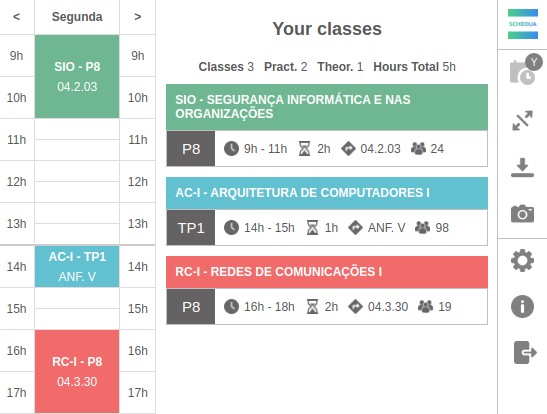 < Segunda >
9h 9h
SIO - P8
04.2.03
10h 10h
11h 11h
12h 12h
13h 13h
14h 14h
AC-I - TP1
ANF. V
15h 15h
16h 16h
RC-I - P8
04.3.30
17h 17h
Your classes
Classes 3 Pract. 2 Theor. 1 Hours Total 5h
SIO - SEGURANÇA INFORMÁTICA E NAS
ORGANIZAÇÕES
P8 9h - 11h 2h 04.2.03 24
AC-I - ARQUITETURA DE COMPUTADORES I
TP1 14h - 15h 1h ANF. V 98
RC-I - REDES DE COMUNICAÇÕES I
P8 16h - 18h 2h 04.3.30 19
SCHEDUA
Y